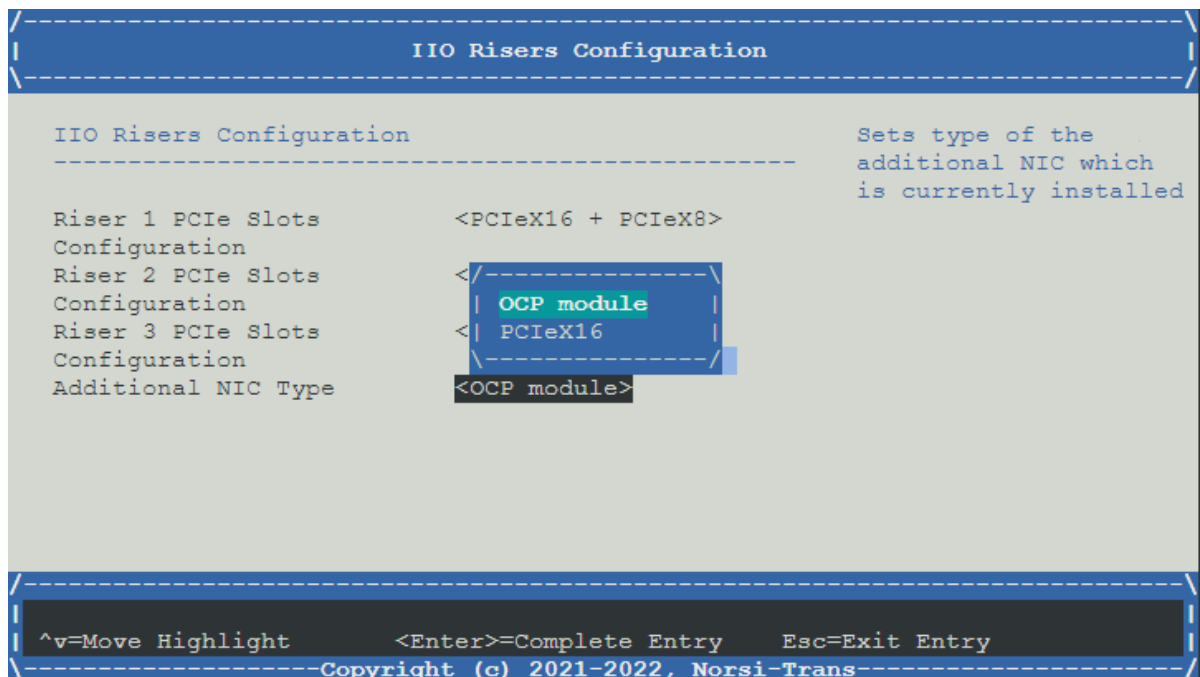 /------------------------------------------------------------------------------\
| IIO Risers Configuration |
\------------------------------------------------------------------------------/
IIO Risers Configuration
--------------------------------------------------
Sets type of the
additional NIC which
is currently installed
Riser 1 PCIe Slots <PCIeX16 + PCIeX8>
Configuration
Riser 2 PCIe Slots </---------------\
Configuration | OCP module |
Riser 3 PCIe Slots <| PCIeX16 |
Configuration \---------------/
Additional NIC Type <OCP module>
/------------------------------------------------------------------------------\
| |
| ^v=Move Highlight <Enter>=Complete Entry Esc=Exit Entry |
\--------------------Copyright (c) 2021-2022, Norsi-Trans----------------------/